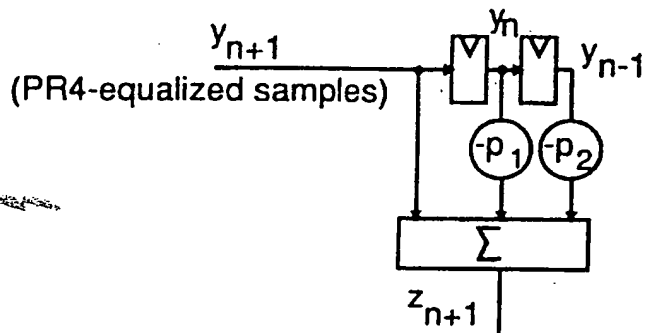 y_{n+1}
y_n
y_{n-1}
(PR4-equalized samples)
-p_1
-p_2
Σ
z_{n+1}